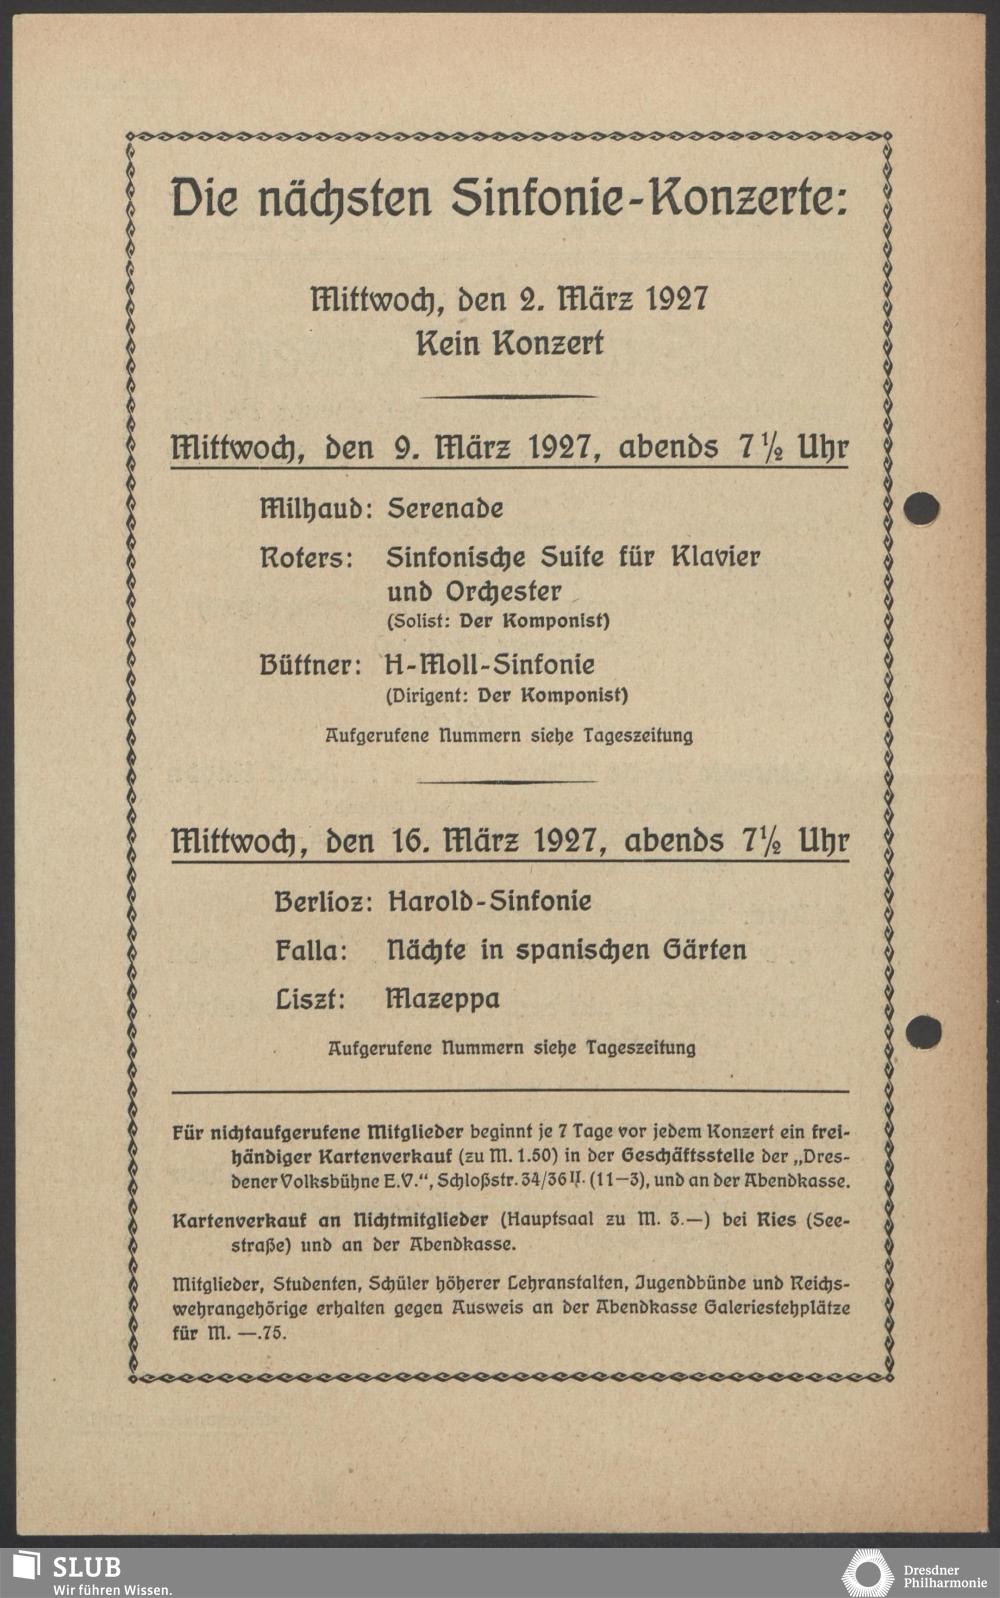 Die nächsten Sinfonie-Konzerte:
Mittwoch, den 2. März 1927
Kein Konzert
Mittwoch, den 9. März 1927, abends 7½ Uhr
Milhaud: Serenade
Roters: Sinfonische Suite für Klavier
und Orchester
(Solist: Der Komponist)
Büttner: H-Moll-Sinfonie
(Dirigent: Der Komponist)
Aufgerufene Nummern siehe Tageszeitung
Mittwoch, den 16. März 1927, abends 7½ Uhr
Berlioz: Harold-Sinfonie
Falla: Nächte in spanischen Gärten
Liszt: Mazeppa
Aufgerufene Nummern siehe Tageszeitung
Für nichtaufgerufene Mitglieder beginnt je 7 Tage vor jedem Konzert ein frei-
händiger Kartenverkauf (zu M. 1.50) in der Geschäftsstelle der „Dres-
dener Volksbühne E.V.“, Schloßstr. 34/36 II. (11—3), und an der Abendkasse.
Kartenverkauf an Nichtmitglieder (Hauptsaal zu M. 3.—) bei Ries (See-
straße) und an der Abendkasse.
Mitglieder, Studenten, Schüler höherer Lehranstalten, Jugendbünde und Reichs-
wehrangehörige erhalten gegen Ausweis an der Abendkasse Galeriestehplätze
für M. —.75.
SLUB
Wir führen Wissen.
Dresdner
Philharmonie